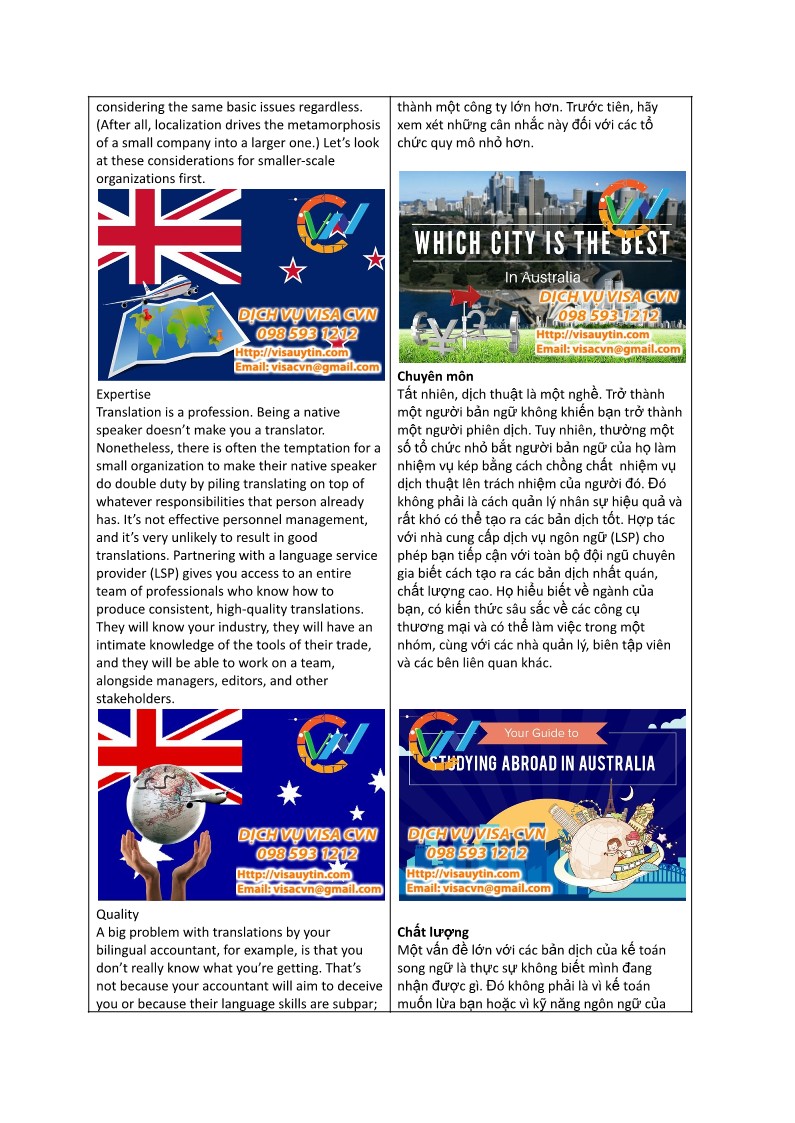 considering the same basic issues regardless.
(After all, localization drives the metamorphosis
of a small company into a larger one.) Let’s look
at these considerations for smaller-scale
organizations first.
CVN
DỊCH VỤ VISA CVN
098 593 1212
Http://visauytin.com
Email: visacvn@gmail.com
Expertise
Translation is a profession. Being a native
speaker doesn’t make you a translator.
Nonetheless, there is often the temptation for a
small organization to make their native speaker
do double duty by piling translating on top of
whatever responsibilities that person already
has. It’s not effective personnel management,
and it’s very unlikely to result in good
translations. Partnering with a language service
provider (LSP) gives you access to an entire
team of professionals who know how to
produce consistent, high-quality translations.
They will know your industry, they will have an
intimate knowledge of the tools of their trade,
and they will be able to work on a team,
alongside managers, editors, and other
stakeholders.
CVN
DỊCH VỤ VISA CVN
098 593 1212
Http://visauytin.com
Email: visacvn@gmail.com
Quality
A big problem with translations by your
bilingual accountant, for example, is that you
don’t really know what you’re getting. That’s
not because your accountant will aim to deceive
you or because their language skills are subpar;
thành một công ty lớn hơn. Trước tiên, hãy
xem xét những cân nhắc này đối với các tổ
chức quy mô nhỏ hơn.
CVN
WHICH CITY IS THE BEST
In Australia
DỊCH VỤ VISA CVN
098 593 1212
Http://visauytin.com
Email: visacvn@gmail.com
Chuyên môn
Tất nhiên, dịch thuật là một nghề. Trở thành
một người bản ngữ không khiến bạn trở thành
một người phiên dịch. Tuy nhiên, thường một
số tổ chức nhỏ bắt người bản ngữ của họ làm
nhiệm vụ kép bằng cách chồng chất nhiệm vụ
dịch thuật lên trách nhiệm của người đó. Đó
không phải là cách quản lý nhân sự hiệu quả và
rất khó có thể tạo ra các bản dịch tốt. Hợp tác
với nhà cung cấp dịch vụ ngôn ngữ (LSP) cho
phép bạn tiếp cận với toàn bộ đội ngũ chuyên
gia biết cách tạo ra các bản dịch nhất quán,
chất lượng cao. Họ hiểu biết về ngành của
bạn, có kiến thức sâu sắc về các công cụ
thương mại và có thể làm việc trong một
nhóm, cùng với các nhà quản lý, biên tập viên
và các bên liên quan khác.
CVN
Your Guide to
STUDYING ABROAD IN AUSTRALIA
DỊCH VỤ VISA CVN
098 593 1212
Http://visauytin.com
Email: visacvn@gmail.com
Chất lượng
Một vấn đề lớn với các bản dịch của kế toán
song ngữ là thực sự không biết mình đang
nhận được gì. Đó không phải là vì kế toán
muốn lừa bạn hoặc vì kỹ năng ngôn ngữ của